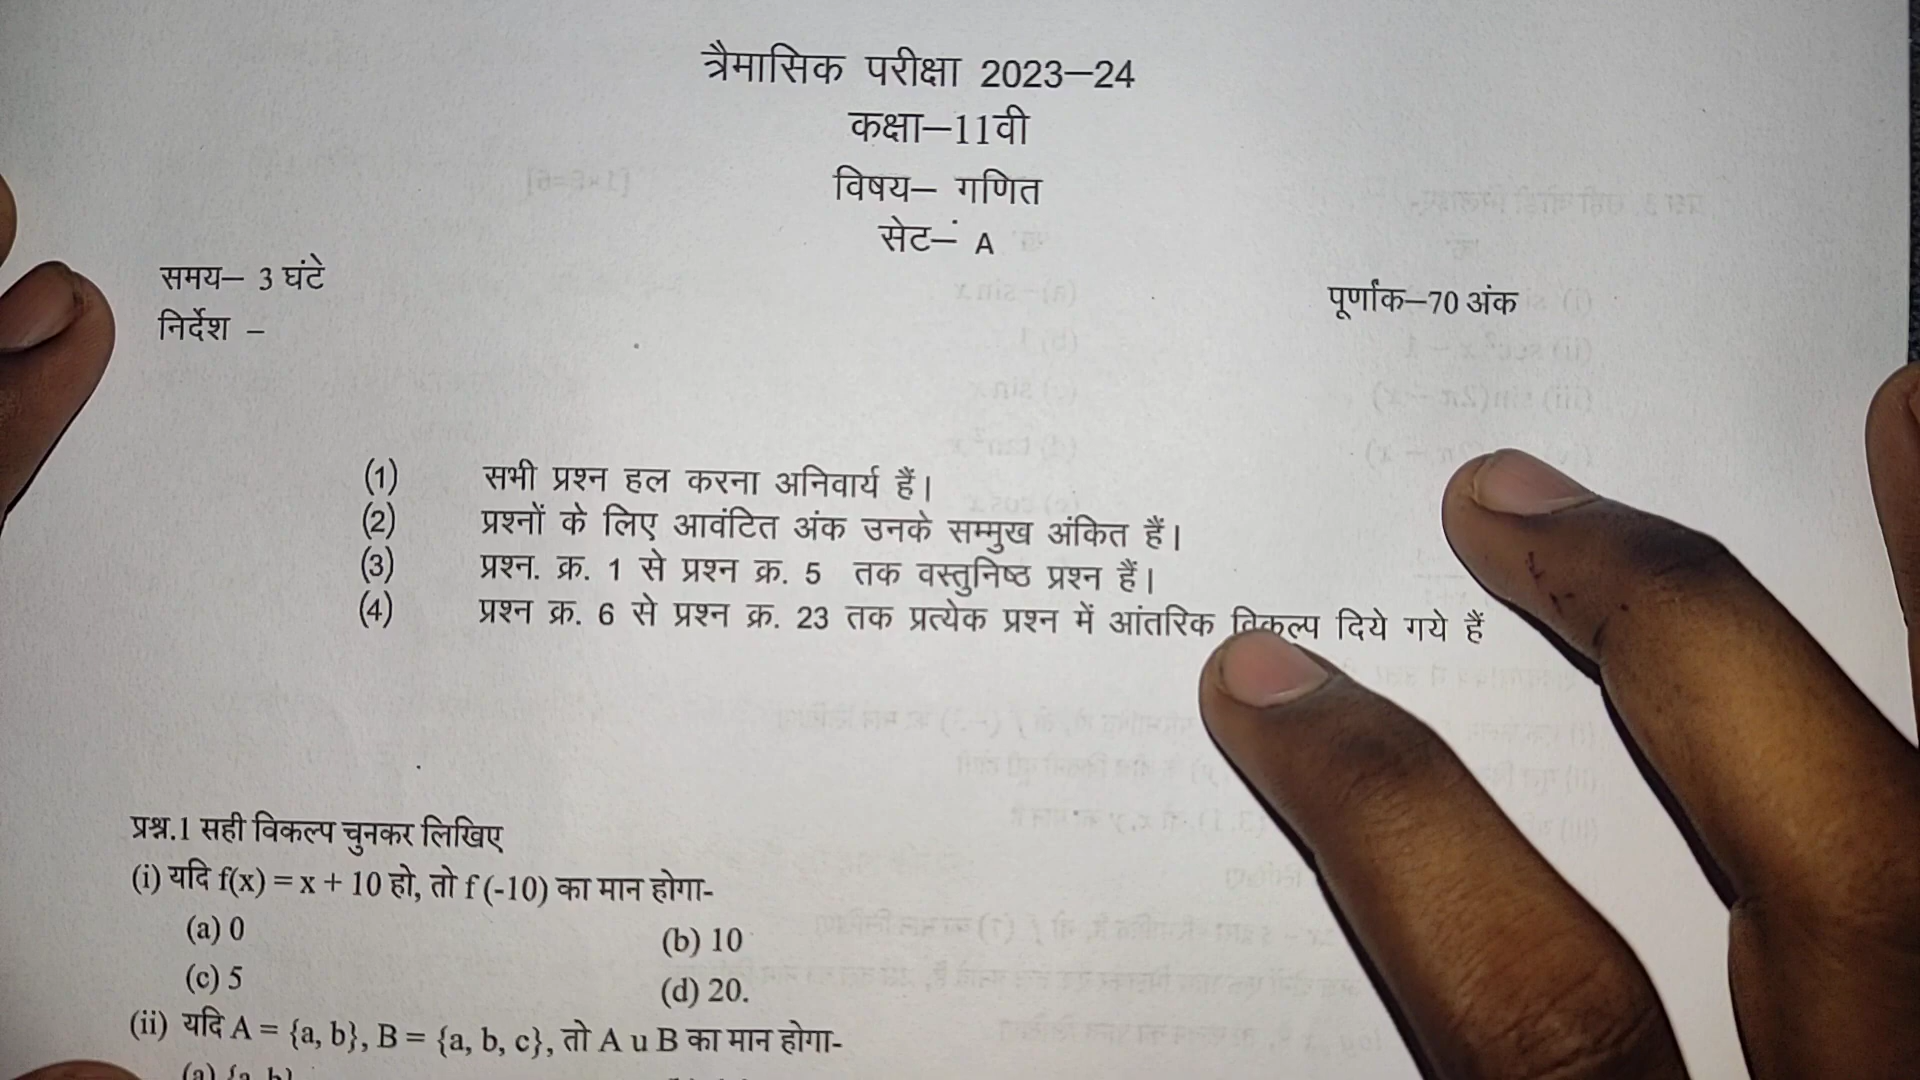 त्रैमासिक परीक्षा 2023–24
कक्षा–11वी
विषय– गणित
सेट– A
समय– 3 घंटे
पूर्णांक–70 अंक
निर्देश –
(1) सभी प्रश्न हल करना अनिवार्य हैं।
(2) प्रश्नों के लिए आवंटित अंक उनके सम्मुख अंकित हैं।
(3) प्रश्न. क्र. 1 से प्रश्न क्र. 5 तक वस्तुनिष्ठ प्रश्न हैं।
(4) प्रश्न क्र. 6 से प्रश्न क्र. 23 तक प्रत्येक प्रश्न में आंतरिक विकल्प दिये गये हैं
प्रश्न.1 सही विकल्प चुनकर लिखिए
(i) यदि f(x) = x + 10 हो, तो f (-10) का मान होगा-
(a) 0 (b) 10
(c) 5 (d) 20.
(ii) यदि A = {a, b}, B = {a, b, c}, तो A u B का मान होगा-
(a) {a, b}